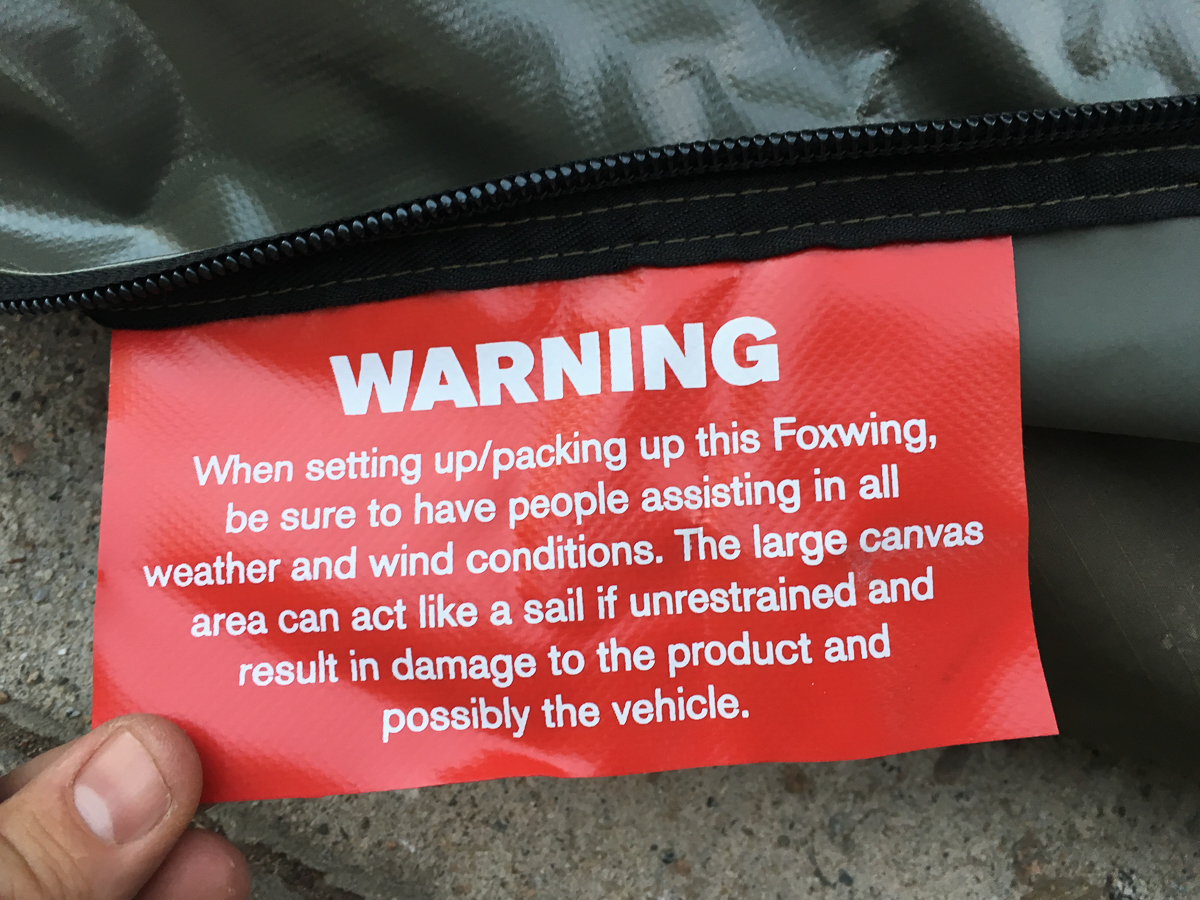 WARNING
When setting up/packing up this Foxwing,
be sure to have people assisting in all
weather and wind conditions. The large canvas
area can act like a sail if unrestrained and
result in damage to the product and
possibly the vehicle.